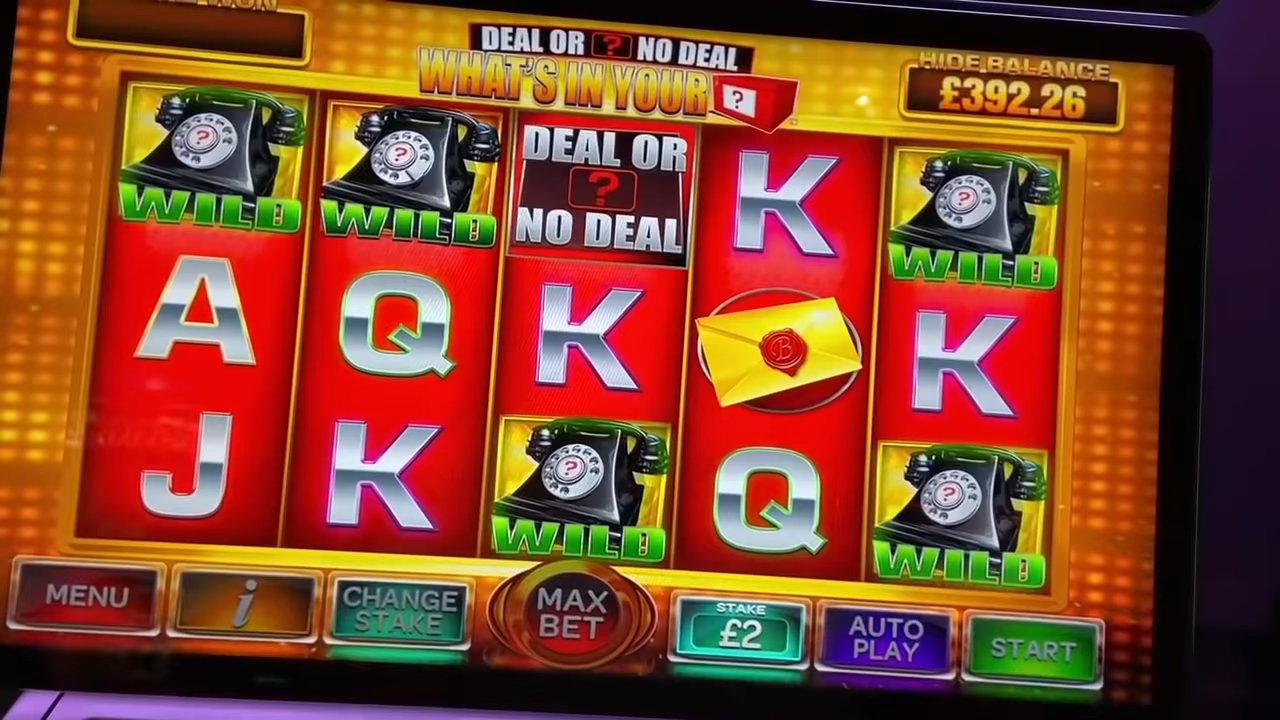 WON
DEAL OR ? NO DEAL
WHAT'S IN YOUR ?
HIDE BALANCE
£392.26
? WILD
? WILD
DEAL OR
?
NO DEAL
K
? WILD
A
Q
K
B
K
J
K
? WILD
Q
? WILD
MENU
i
CHANGE
STAKE
MAX
BET
STAKE
£2
AUTO
PLAY
START